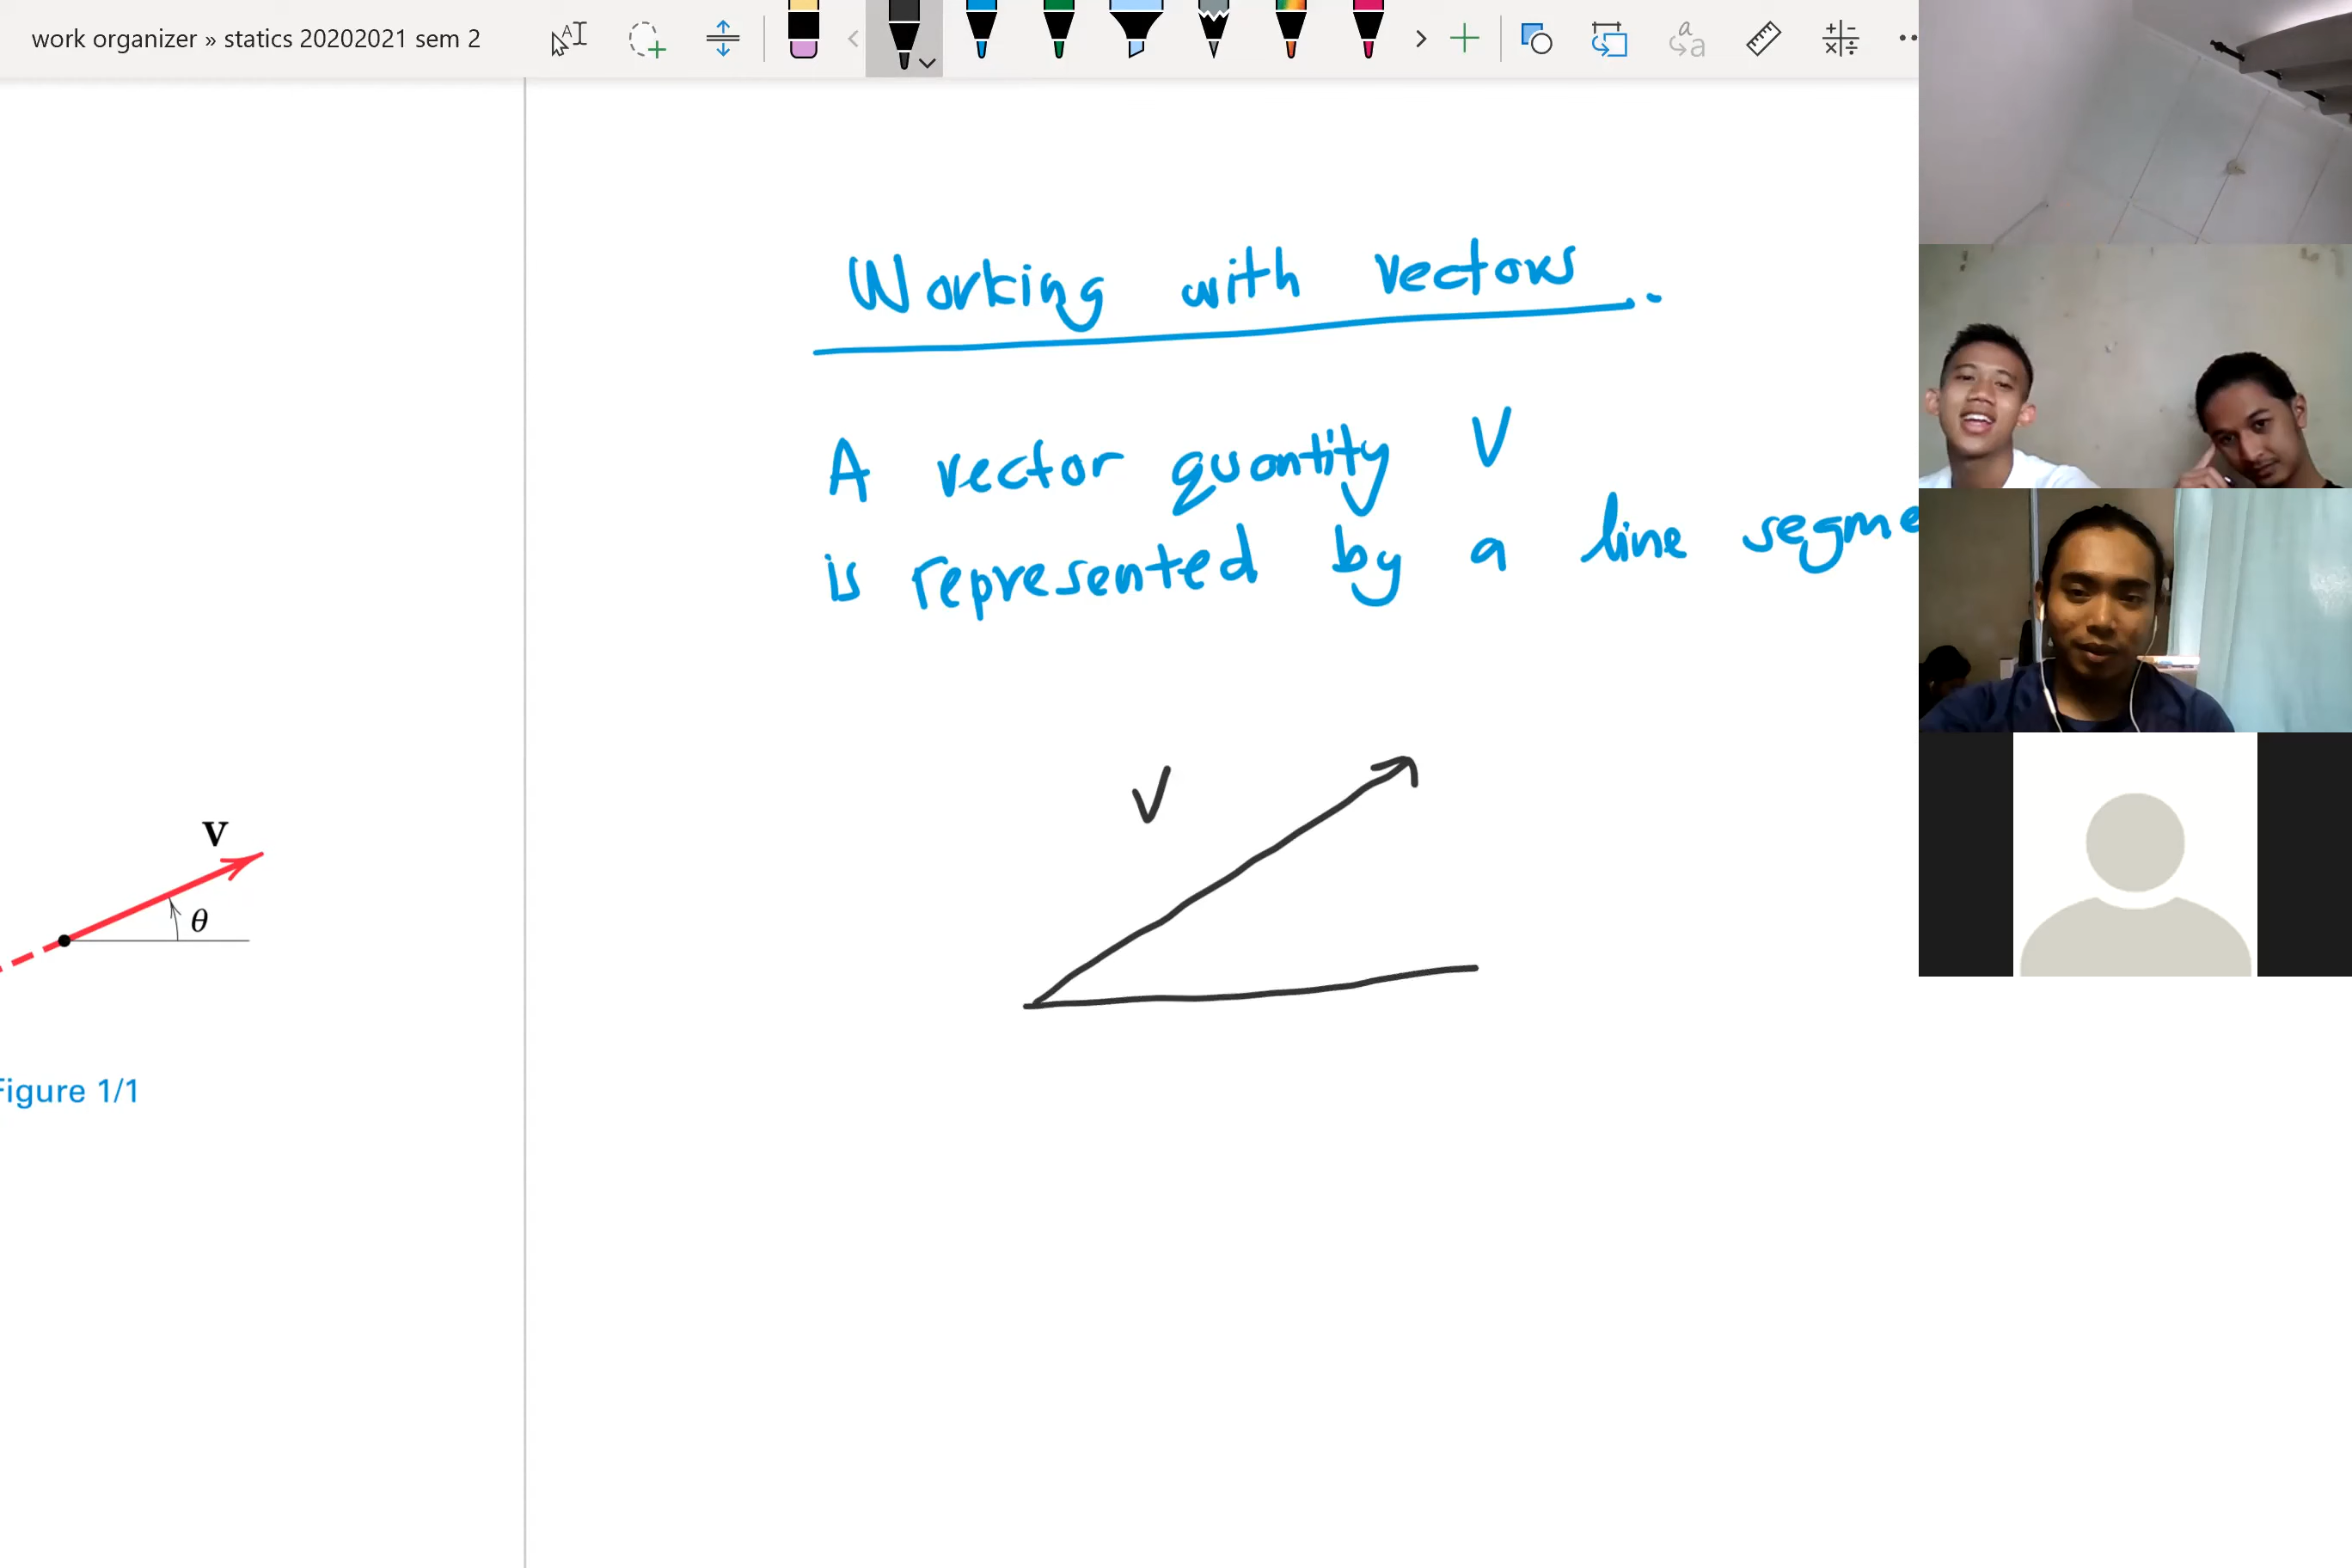 work organizer » statics 20202021 sem 2
Working with vectors.
A vector quantity V
is represented by a line segme
V
V
θ
Figure 1/1